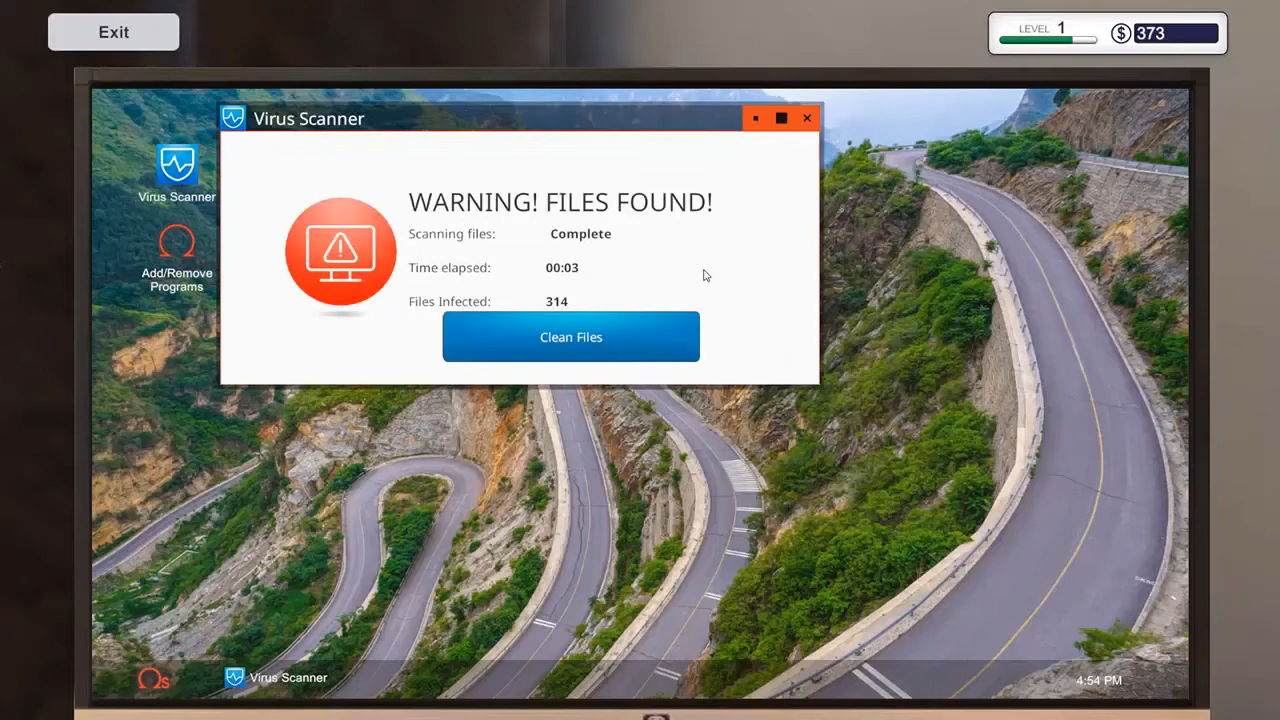 Exit
LEVEL 1
$ 373
Virus Scanner
Virus Scanner
Add/Remove
Programs
WARNING! FILES FOUND!
Scanning files: Complete
Time elapsed: 00:03
Files Infected: 314
Clean Files
Ωs
Virus Scanner
4:54 PM